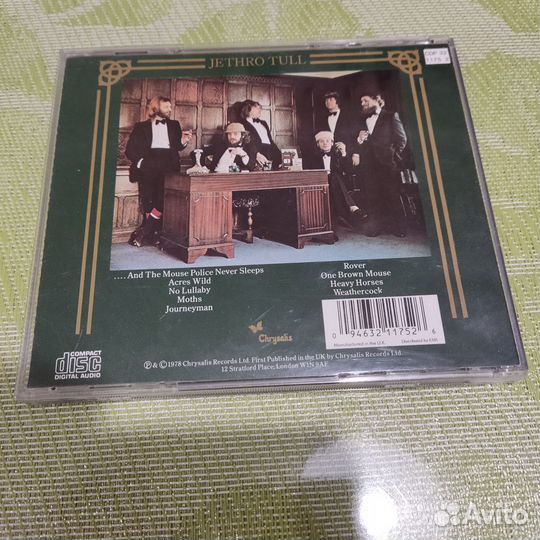 JETHRO TULL
CDP 32
1175 2
....And The Mouse Police Never Sleeps
Acres Wild
No Lullaby
Moths
Journeyman
Rover
One Brown Mouse
Heavy Horses
Weathercock
Chrysalis
0 94632 11752 6
Manufactured in the U.K.
Distributed by EMI
COMPACT
disc
DIGITAL AUDIO
℗ & © 1978 Chrysalis Records Ltd. First Published in the UK by Chrysalis Records Ltd.
12 Stratford Place, London W1N 9AF
Avito